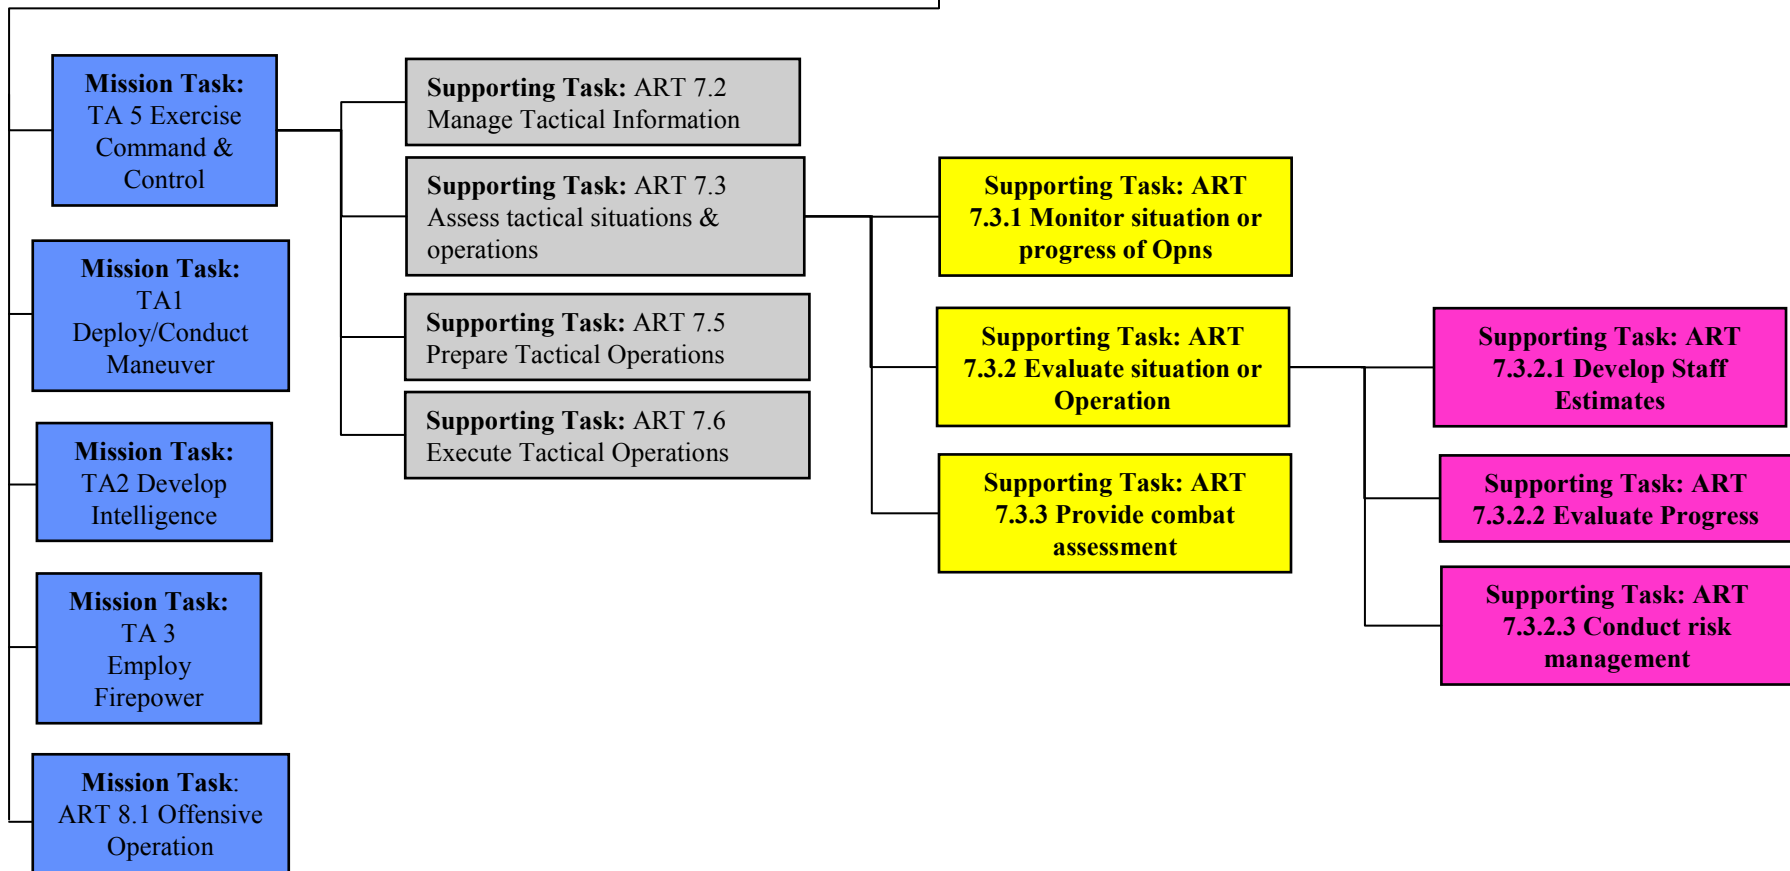 Mission Task:
TA 5 Exercise
Command &
Control
Mission Task:
TA1
Deploy/Conduct
Maneuver
Mission Task:
TA2 Develop
Intelligence
Mission Task:
TA 3
Employ
Firepower
Mission Task:
ART 8.1 Offensive
Operation
Supporting Task: ART 7.2
Manage Tactical Information
Supporting Task: ART 7.3
Assess tactical situations &
operations
Supporting Task: ART 7.5
Prepare Tactical Operations
Supporting Task: ART 7.6
Execute Tactical Operations
Supporting Task: ART
7.3.1 Monitor situation or
progress of Opns
Supporting Task: ART
7.3.2 Evaluate situation or
Operation
Supporting Task: ART
7.3.3 Provide combat
assessment
Supporting Task: ART
7.3.2.1 Develop Staff
Estimates
Supporting Task: ART
7.3.2.2 Evaluate Progress
Supporting Task: ART
7.3.2.3 Conduct risk
management